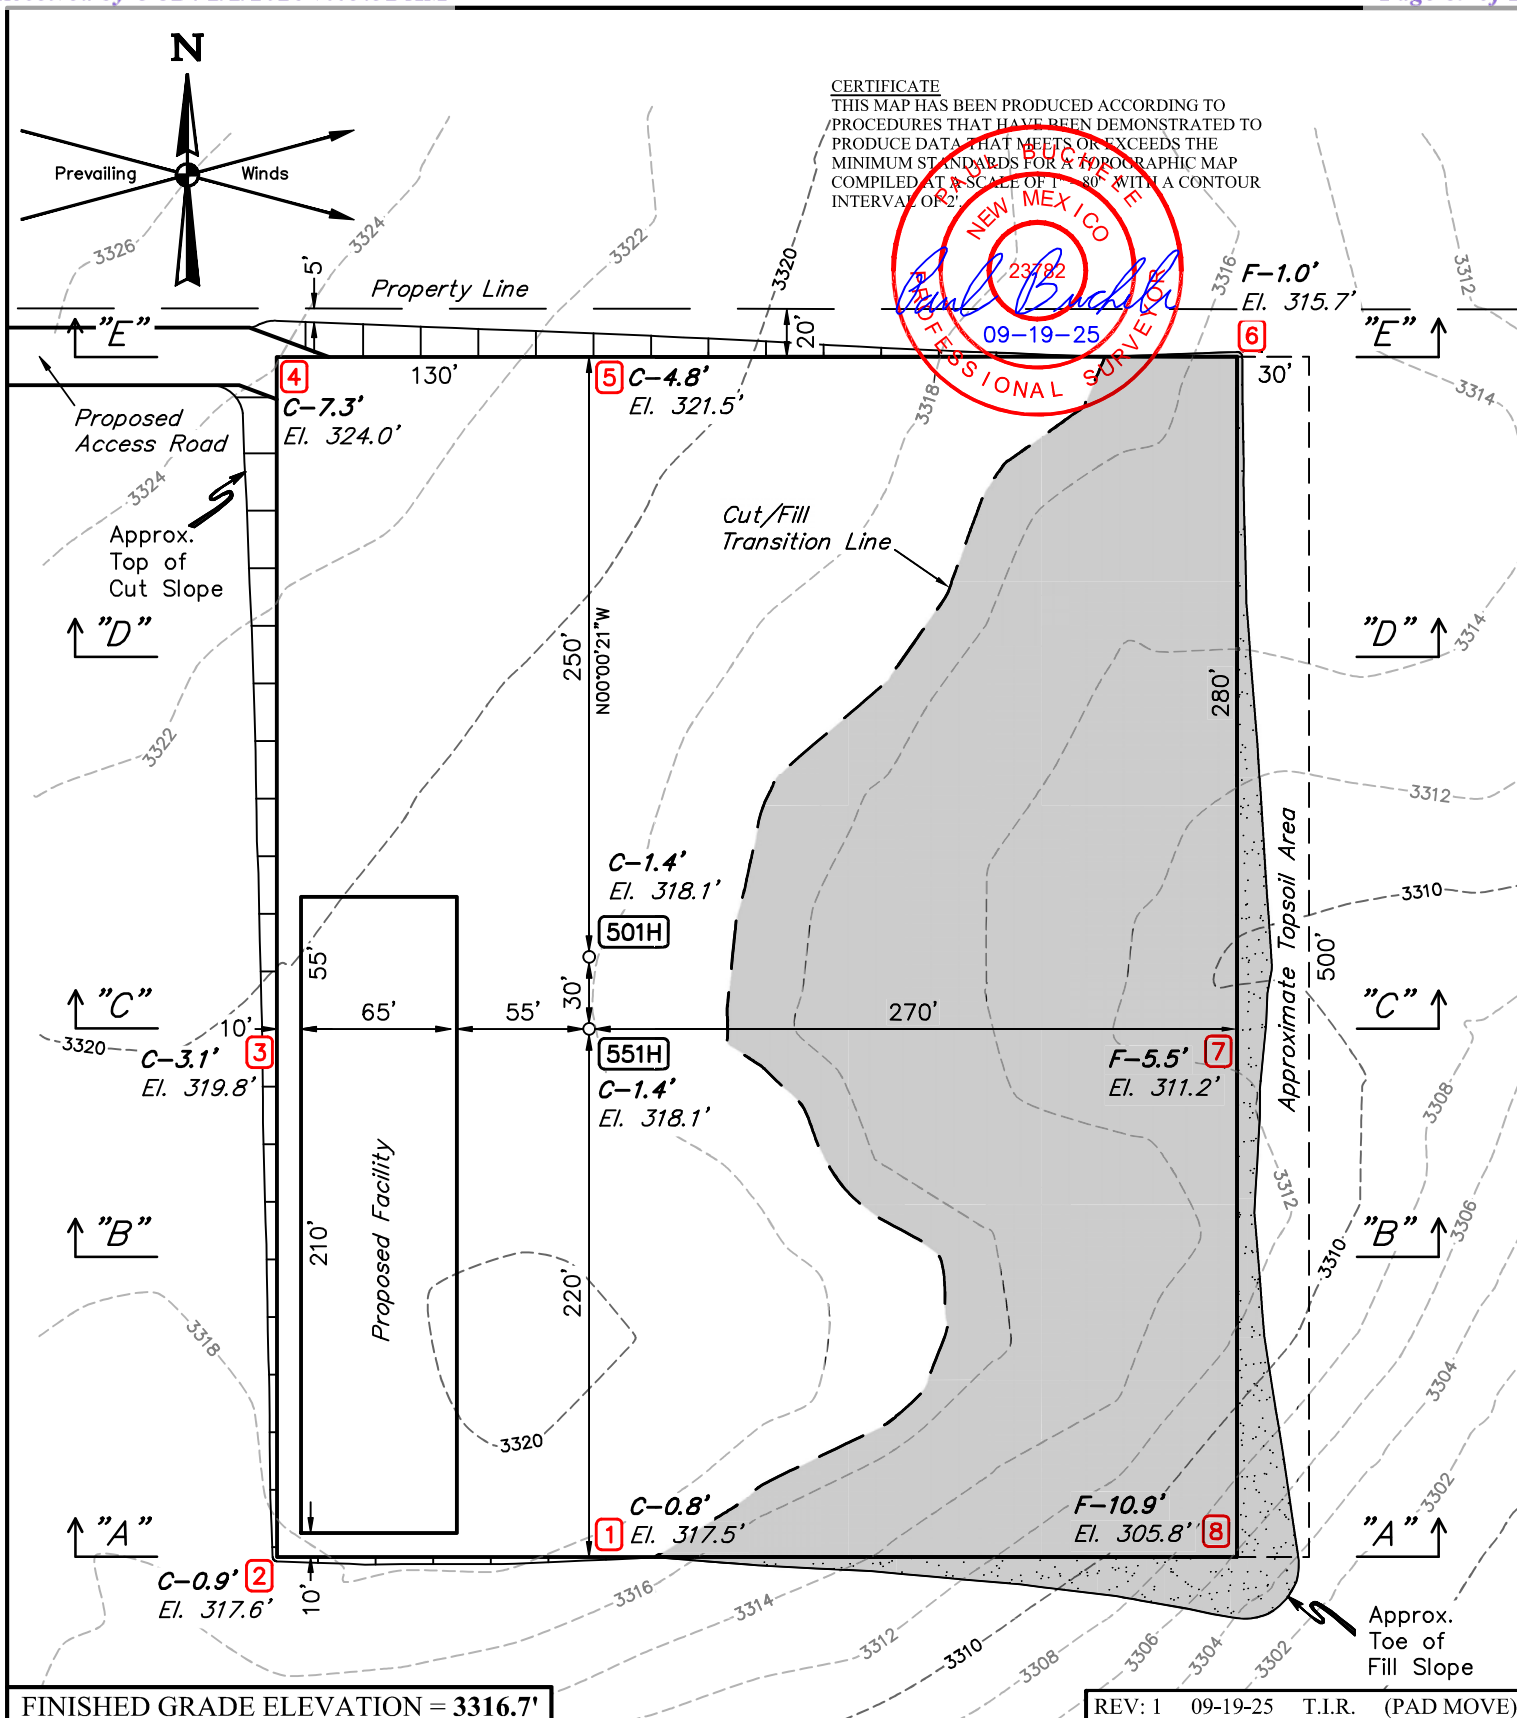 N
Prevailing Winds
CERTIFICATE
THIS MAP HAS BEEN PRODUCED ACCORDING TO
PROCEDURES THAT HAVE BEEN DEMONSTRATED TO
PRODUCE DATA THAT MEETS OR EXCEEDS THE
MINIMUM STANDARDS FOR A TOPOGRAPHIC MAP
COMPILED AT A SCALE OF 1" = 80' WITH A CONTOUR
INTERVAL OF 2'.
PAUL BUCHELE
NEW MEXICO
23782
Paul Buchele
09-19-25
PROFESSIONAL SURVEYOR
3326
3324
3322
3320
3316
3312
5'
Property Line
20'
F-1.0'
El. 315.7'
6
"E"
"E"
4
130'
5
C-4.8'
El. 321.5'
30'
C-7.3'
El. 324.0'
Proposed
Access Road
3318
3314
3324
Approx.
Top of
Cut Slope
Cut/Fill
Transition Line
"D"
"D"
3314
250'
N00°00'21"W
280'
3322
3312
C-1.4'
El. 318.1'
501H
3310
Approximate Topsoil Area
500'
55'
30'
"C"
"C"
10'
65'
55'
270'
3320
3
C-3.1'
El. 319.8'
551H
C-1.4'
El. 318.1'
F-5.5'
7
El. 311.2'
3308
Proposed Facility
210'
220'
3312
3310
3306
"B"
"B"
3318
3304
3320
3302
"A"
"A"
1
C-0.8'
El. 317.5'
F-10.9'
El. 305.8'
8
C-0.9'
2
El. 317.6'
10'
3316
3314
3312
3310
3308
3306
3304
3302
Approx.
Toe of
Fill Slope
FINISHED GRADE ELEVATION = 3316.7'
REV: 1 09-19-25 T.I.R. (PAD MOVE)